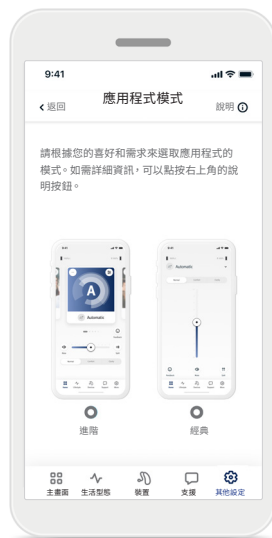 9:41
返回
應用程式模式
說明
請根據您的喜好和需求來選取應用程式的
模式。如需詳細資訊，可以點按右上角的說
明按鈕。
A
Automatic
Automatic
進階
經典
主畫面 生活型態 裝置 支援 其他設定